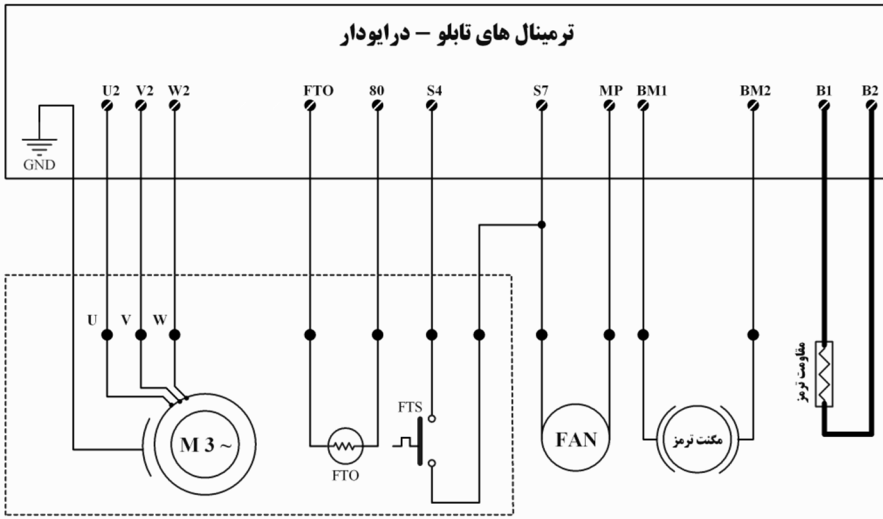 ترمینال های تابلو – درایودار
U2 V2 W2 FTO 80 S4 S7 MP BM1 BM2 B1 B2
GND
U V W
مقاومت ترمز
FTS
M 3 ~
FTO
FAN
مگنت ترمز